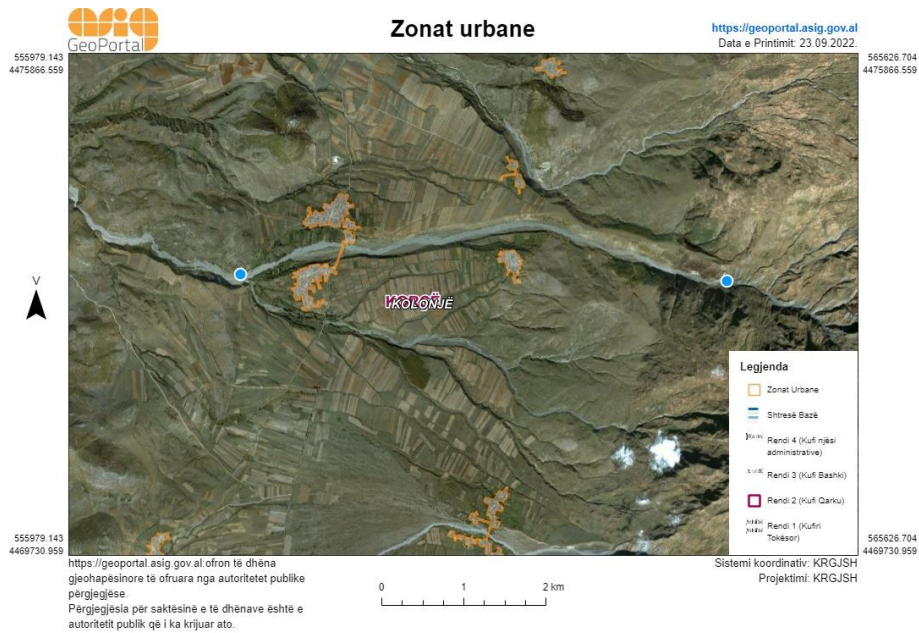 asig
GeoPortal
Zonat urbane
https://geoportal.asig.gov.al
Data e Printimit: 23.09.2022.
555979.143
4475866.559
565626.704
4475866.559
V
KORÇË
KOLONJË
Legjenda
Zonat Urbane
Shtresë Bazë
Rendi 4 (Kufi njësi
administrative)
Rendi 3 (Kufi Bashki)
Rendi 2 (Kufi Qarku)
Rendi 1 (Kufiri
Tokësor)
555979.143
4469730.959
565626.704
4469730.959
https://geoportal.asig.gov.al:ofron të dhëna
gjeohapësinore të ofruara nga autoritetet publike
përgjegjëse.
Përgjegjësia për saktësinë e të dhënave është e
autoritetit publik që i ka krijuar ato.
0 1 2 km
Sistemi koordinativ: KRGJSH
Projektimi: KRGJSH